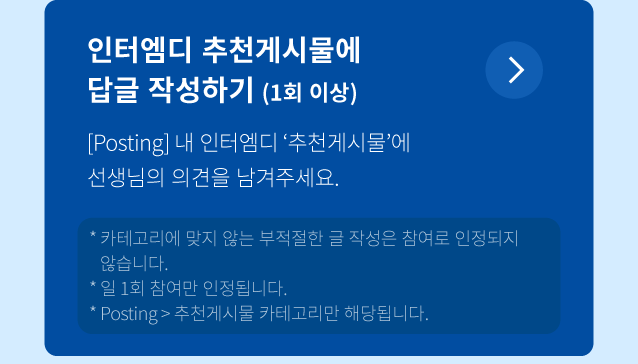 인터엠디 추천게시물에
답글 작성하기 (1회 이상)
[Posting] 내 인터엠디 ‘추천게시물’에
선생님의 의견을 남겨주세요.
* 카테고리에 맞지 않는 부적절한 글 작성은 참여로 인정되지
않습니다.
* 일 1회 참여만 인정됩니다.
* Posting > 추천게시물 카테고리만 해당됩니다.